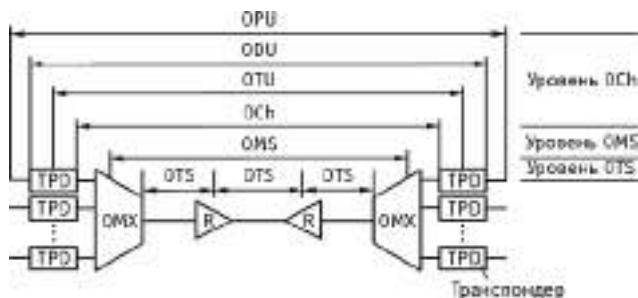 OPU
ODU
OTU
OCh
Уровень OCh
OMS
Уровень OMS
OTS OTS OTS
Уровень OTS
TPD TPD
TPD OMX R R OMX TPD
TPD TPD
Транспондер